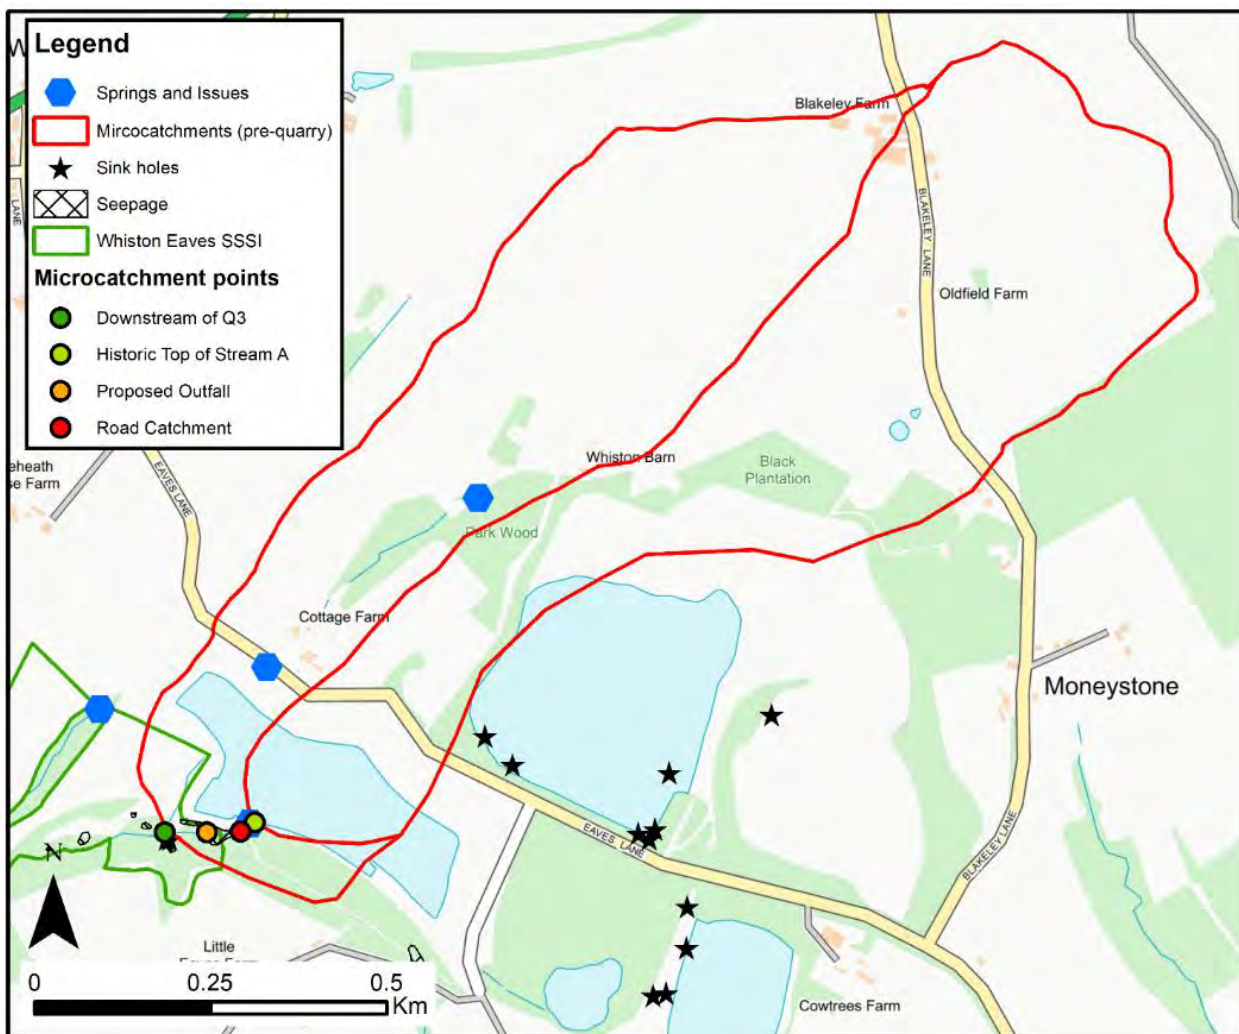 W
Legend
Springs and Issues
Mircocatchments (pre-quarry)
Sink holes
Seepage
Whiston Eaves SSSI
Microcatchment points
Downstream of Q3
Historic Top of Stream A
Proposed Outfall
Road Catchment
LANE
Blakeley Farm
BLAKELEY LANE
Oldfield Farm
Whiston Barn
Black
Plantation
Park Wood
eheath
se Farm
EAVES LANE
Cottage Farm
Moneystone
EAVES LANE
BLAKELEY LANE
N
Little
0 0.25 0.5
Km
Cowtrees Farm